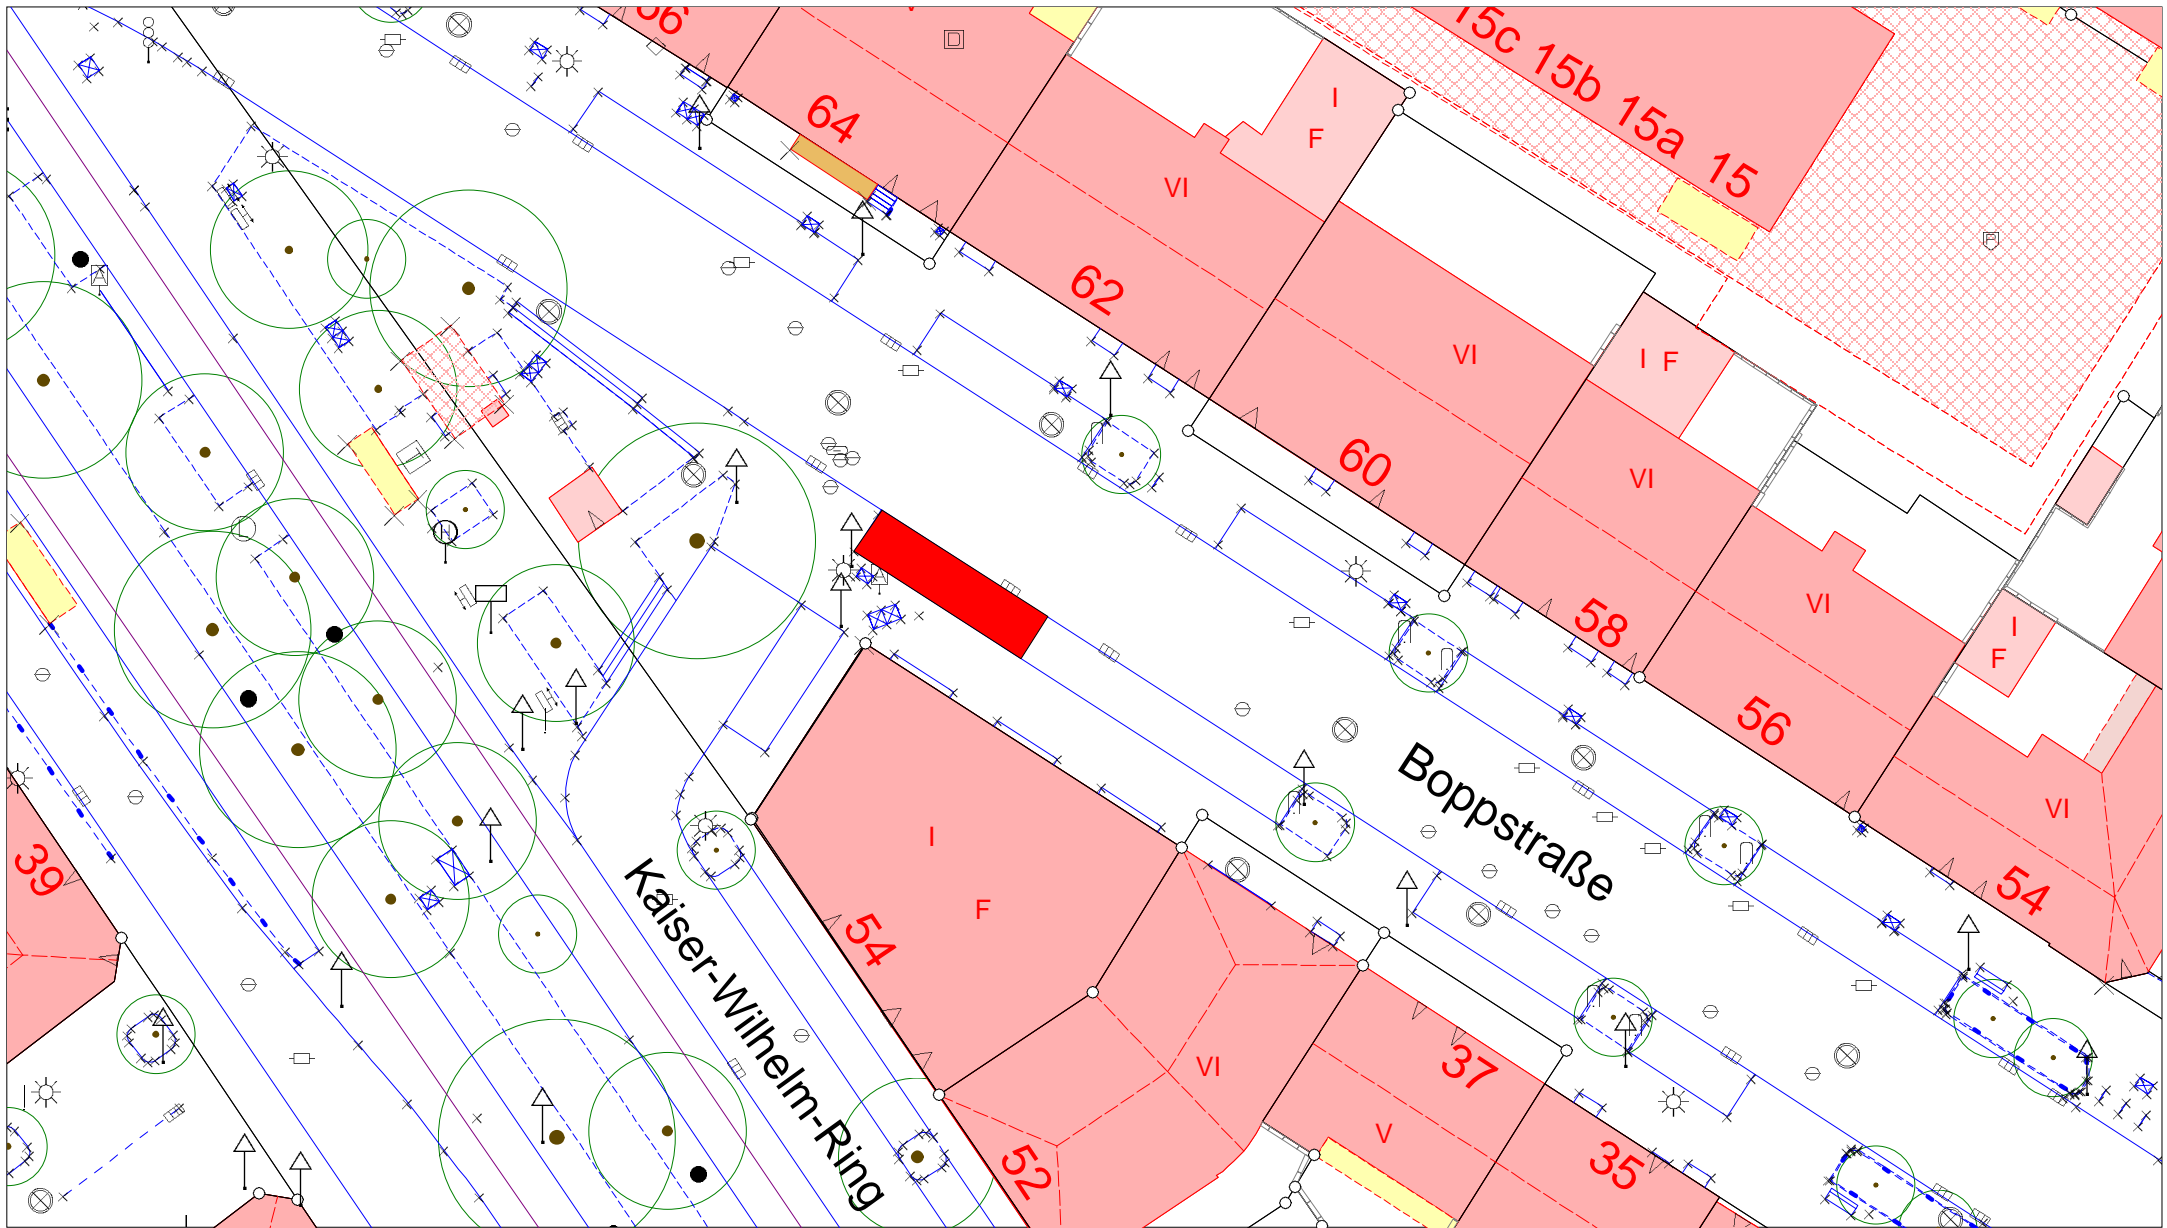 66
15c 15b 15a 15
64
I
F
VI
62
VI
I F
60
VI
VI
I
F
58
56
VI
54
Boppstraße
I
F
54
39
Kaiser-Wilhelm-Ring
VI
37
V
35
52